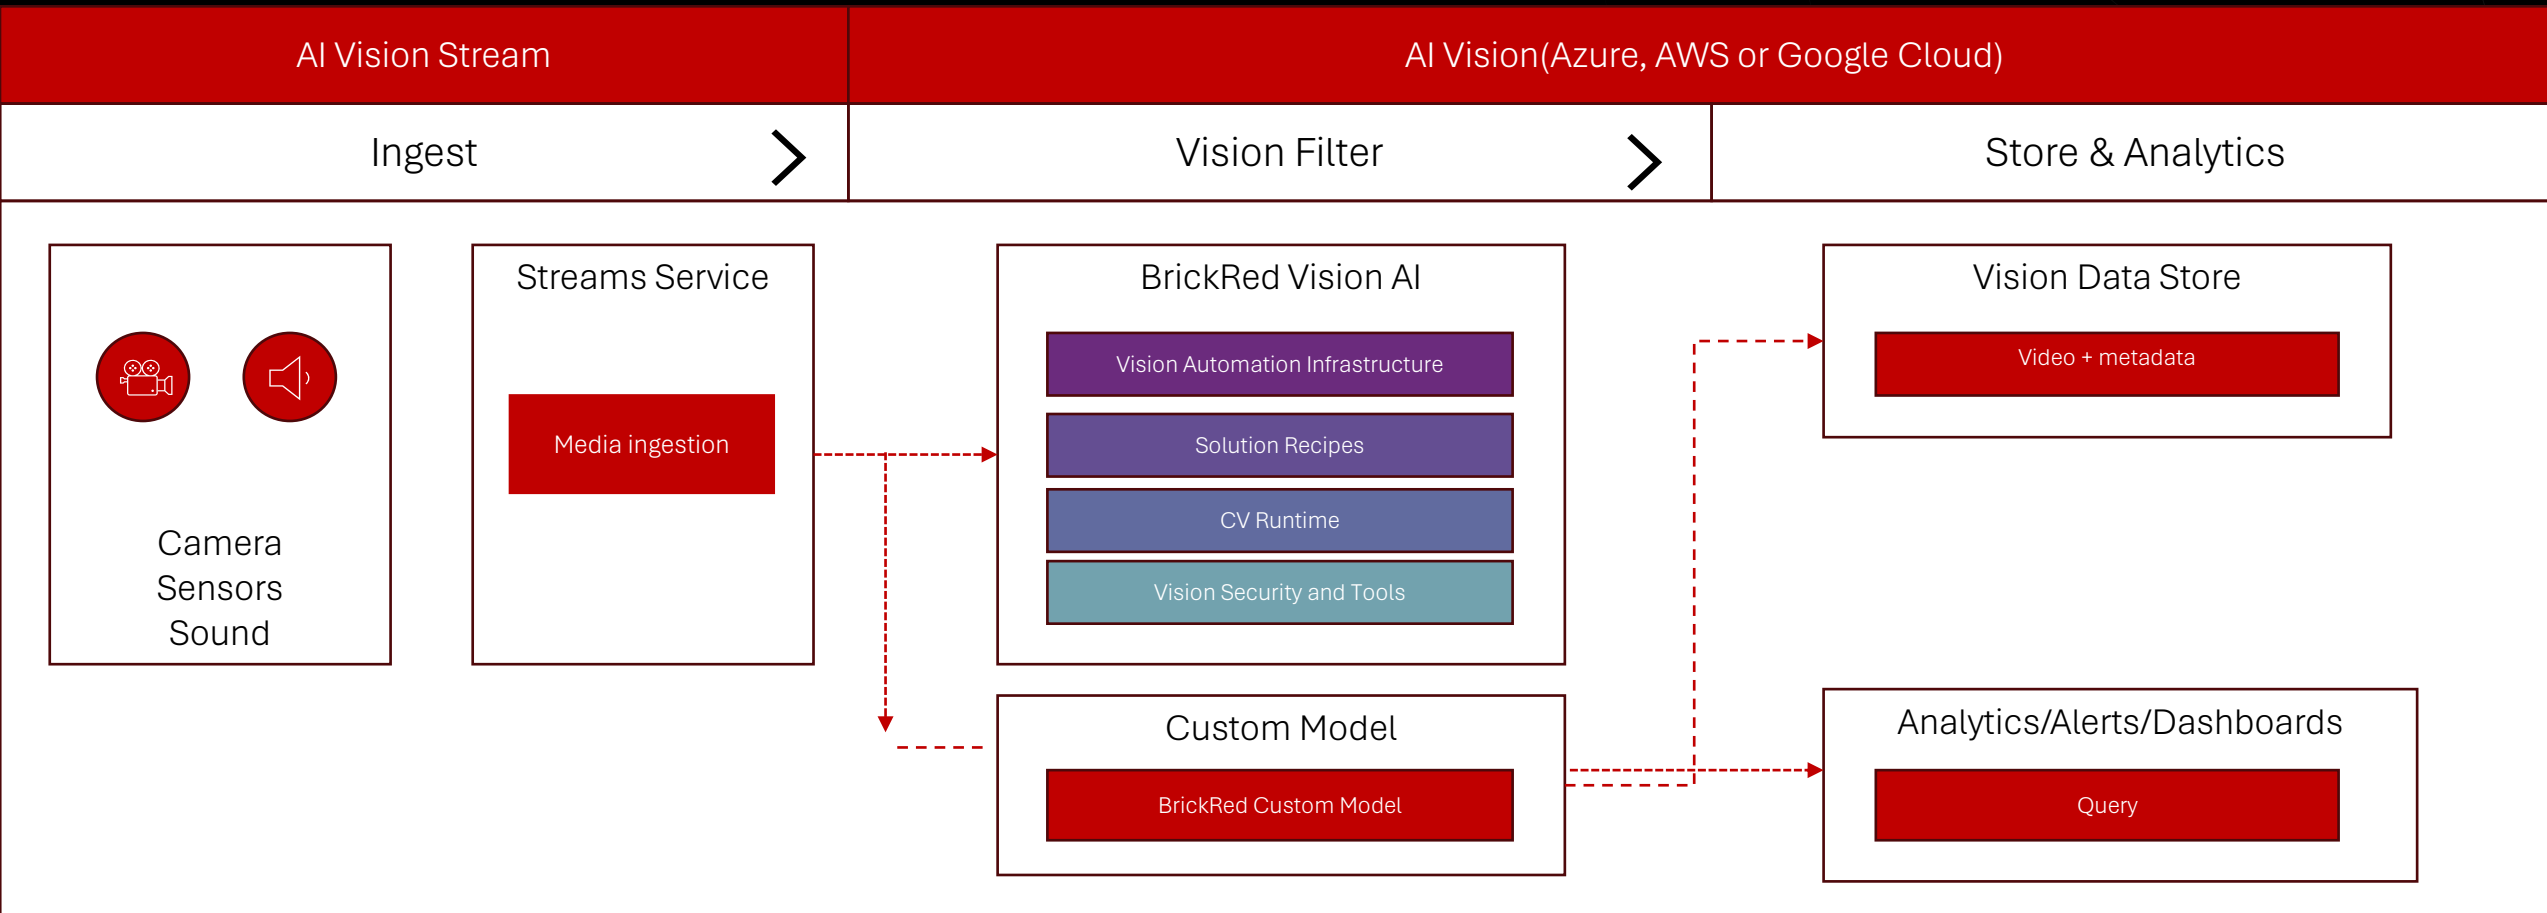 AI Vision Stream
AI Vision(Azure, AWS or Google Cloud)
Ingest
Vision Filter
Store & Analytics
Camera
Sensors
Sound
Streams Service
Media ingestion
BrickRed Vision AI
Vision Automation Infrastructure
Solution Recipes
CV Runtime
Vision Security and Tools
Custom Model
BrickRed Custom Model
Vision Data Store
Video + metadata
Analytics/Alerts/Dashboards
Query